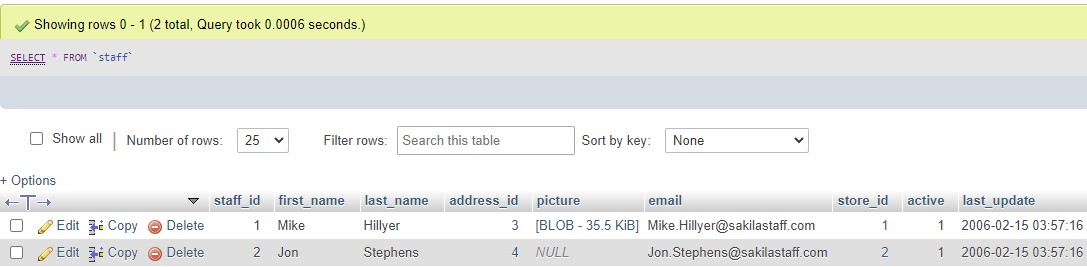 Showing rows 0 - 1 (2 total, Query took 0.0006 seconds.)
SELECT * FROM `staff`
Show all | Number of rows: 25 Filter rows: Search this table Sort by key: None
+ Options
←T→ staff_id first_name last_name address_id picture email store_id active last_update
Edit Copy Delete 1 Mike Hillyer 3 [BLOB - 35.5 KiB] Mike.Hillyer@sakilastaff.com 1 1 2006-02-15 03:57:16
Edit Copy Delete 2 Jon Stephens 4 NULL Jon.Stephens@sakilastaff.com 2 1 2006-02-15 03:57:16